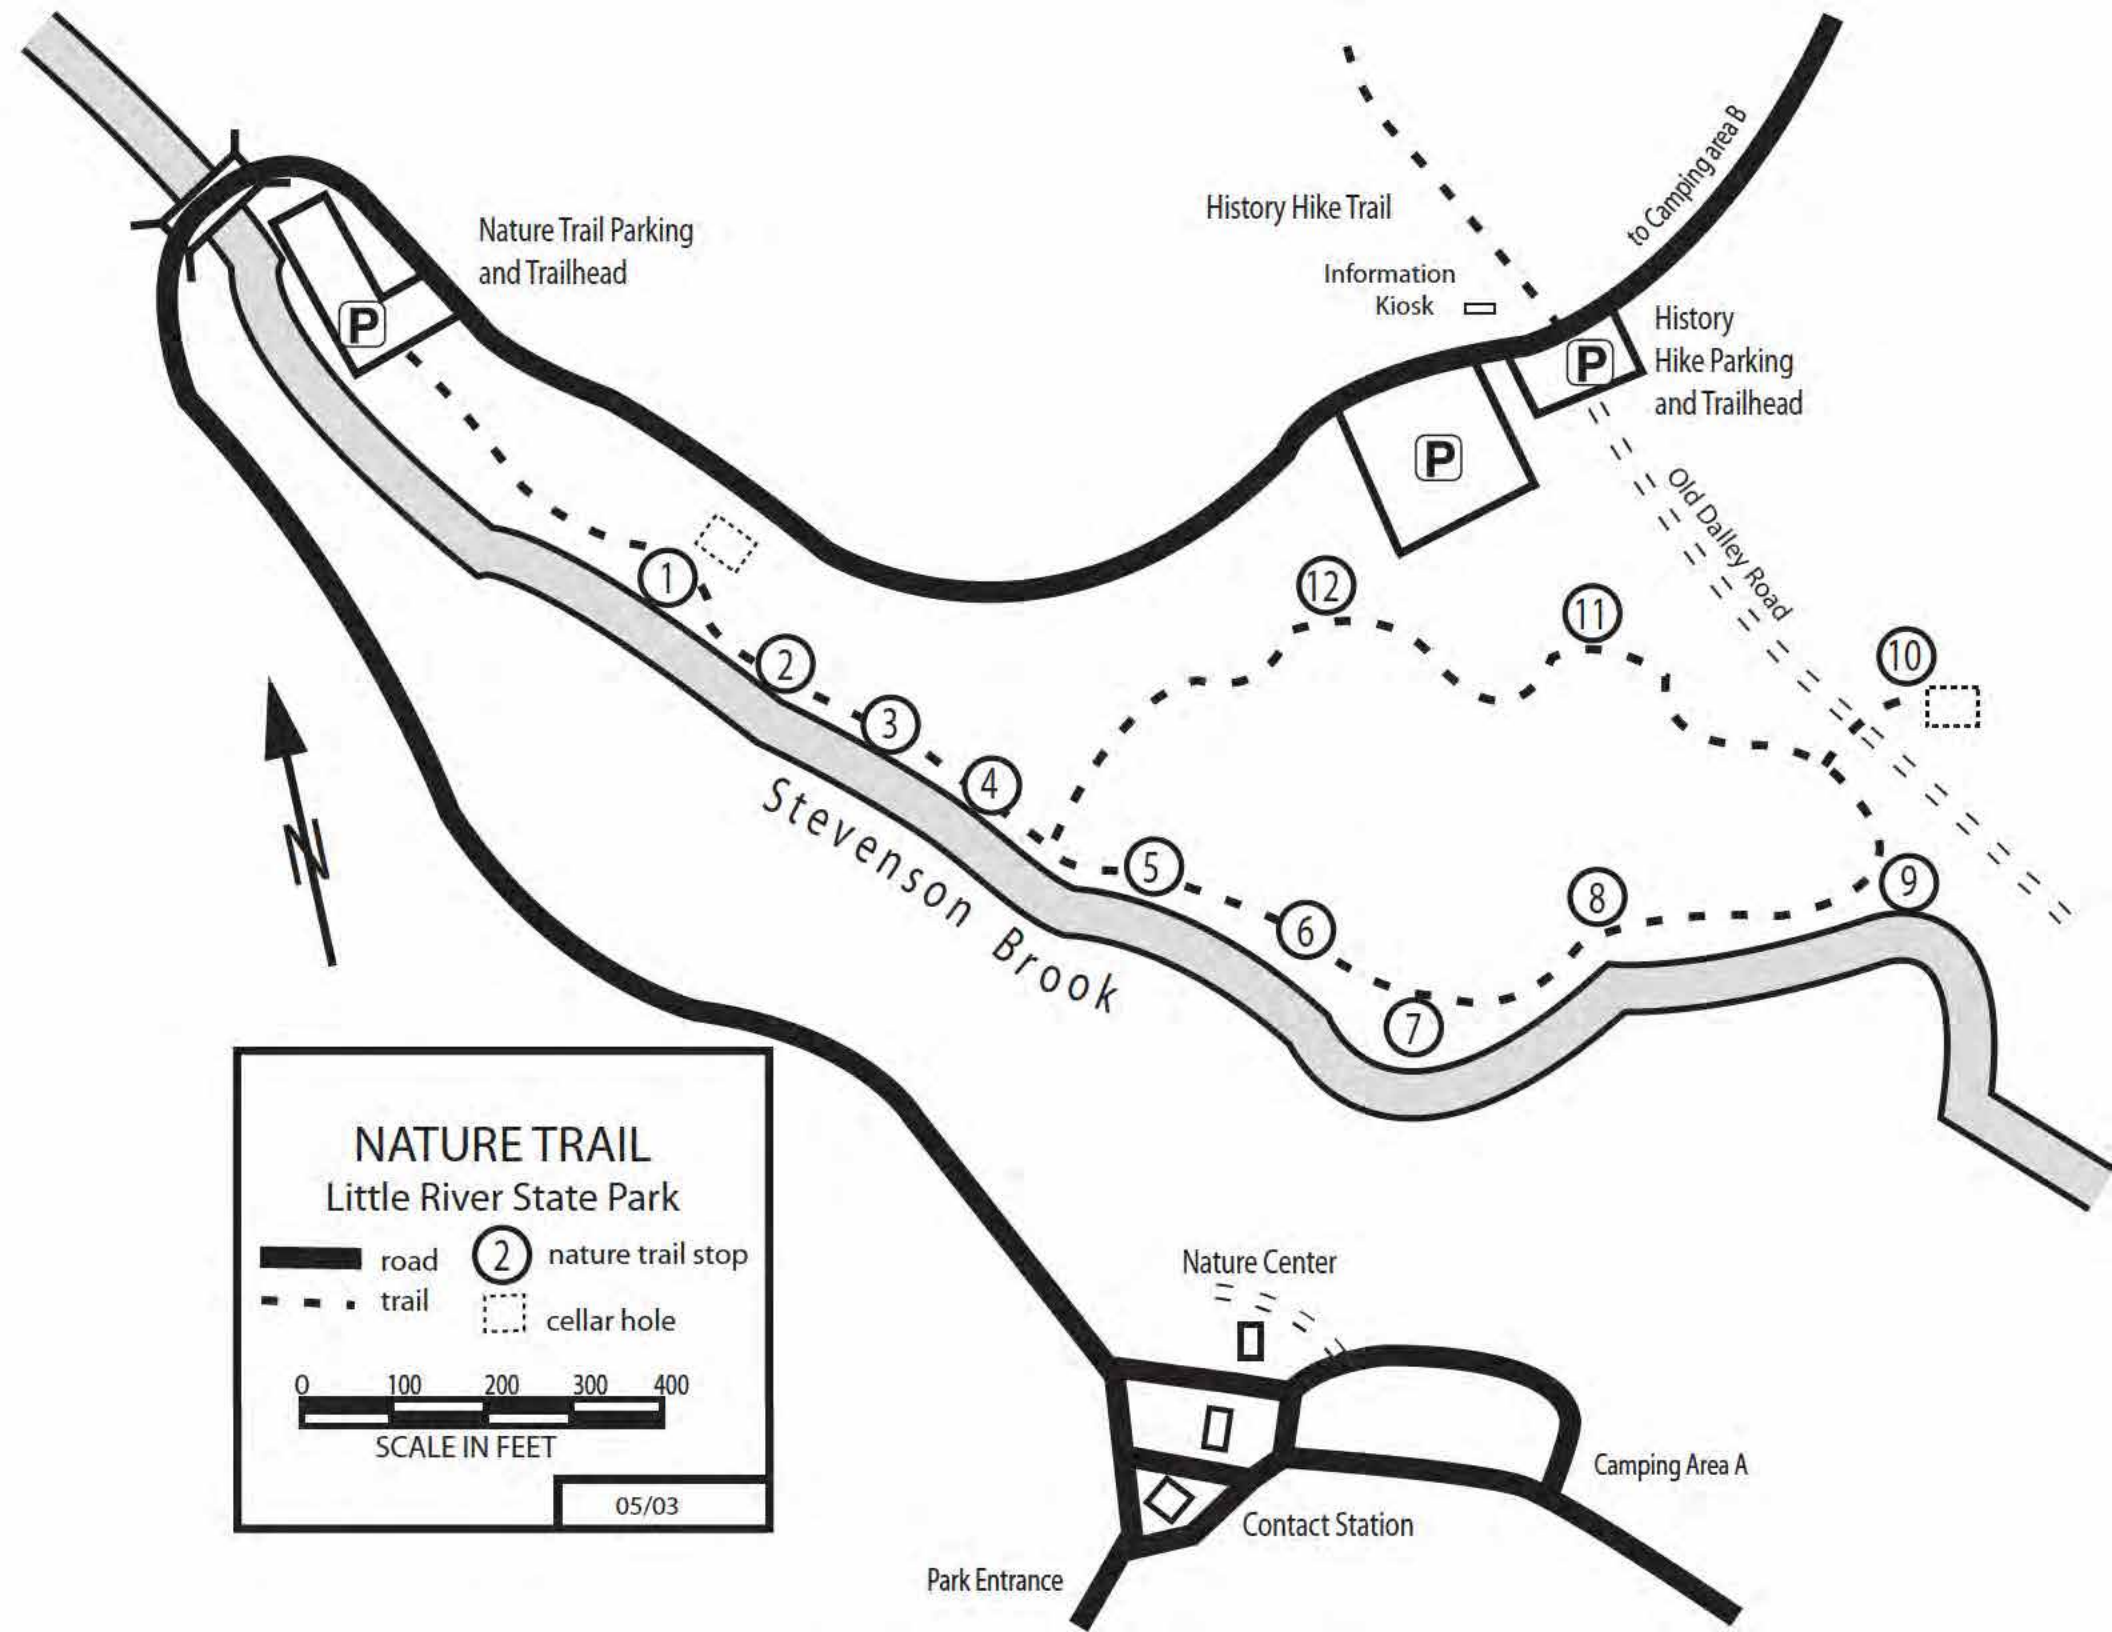 Nature Trail Parking
and Trailhead
P
History Hike Trail
to Camping area B
Information
Kiosk
History
Hike Parking
and Trailhead
P
P
Old Dalley Road
1
2
3
4
5
6
7
8
9
10
11
12
Stevenson Brook
N
NATURE TRAIL
Little River State Park
road
2 nature trail stop
trail
cellar hole
0 100 200 300 400
SCALE IN FEET
05/03
Nature Center
Camping Area A
Contact Station
Park Entrance